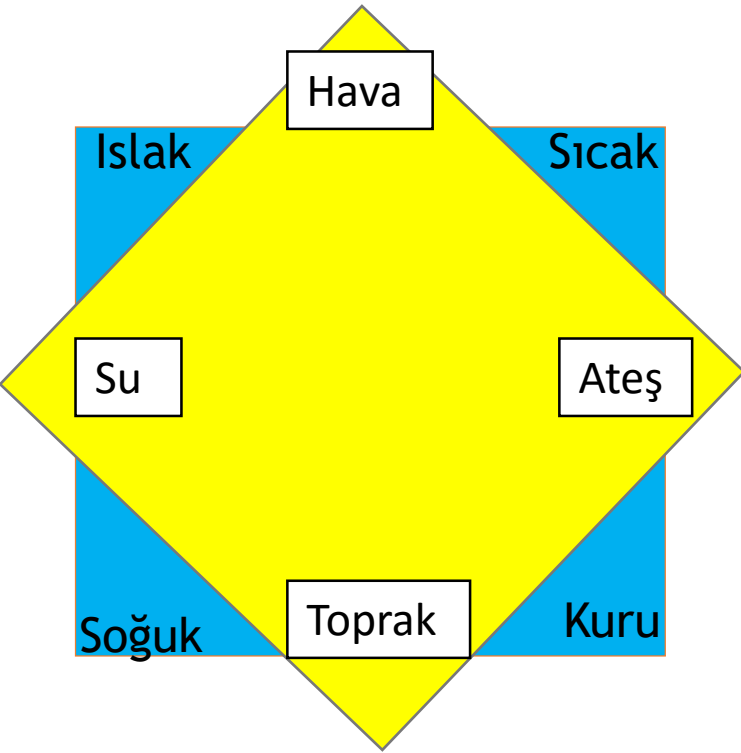 Hava
Islak
Sıcak
Su
Ateş
Toprak
Kuru
Soğuk